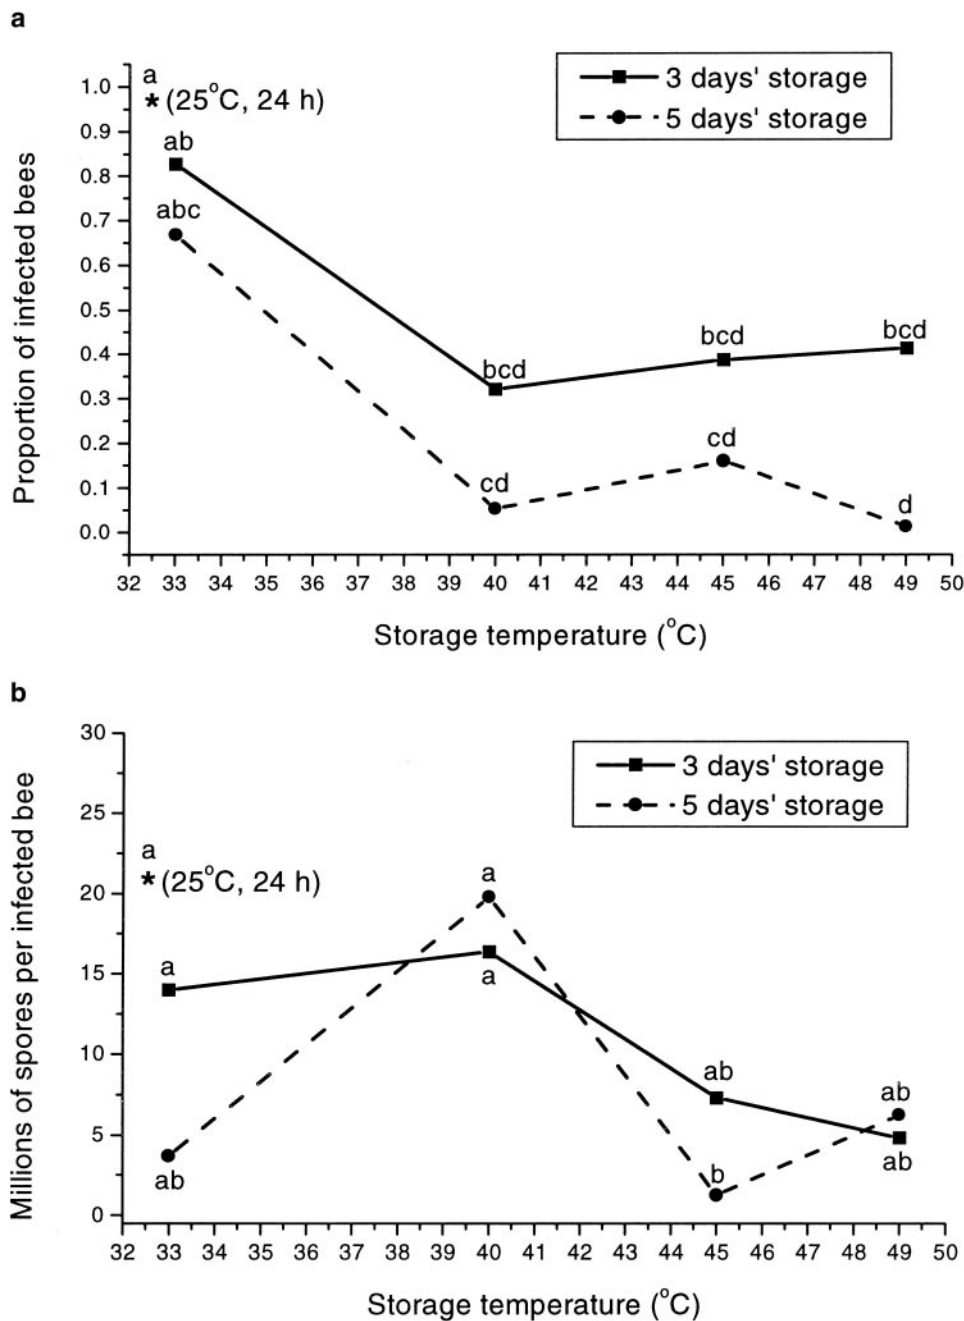 a
3 days' storage
5 days' storage
a
* (25°C, 24 h)
ab
abc
bcd
bcd
bcd
cd
cd
d
Proportion of infected bees
1.0
0.9
0.8
0.7
0.6
0.5
0.4
0.3
0.2
0.1
0.0
32 33 34 35 36 37 38 39 40 41 42 43 44 45 46 47 48 49 50
Storage temperature (°C)
b
3 days' storage
5 days' storage
a
* (25°C, 24 h)
a
a
a
ab
ab
ab
b
ab
Millions of spores per infected bee
30
25
20
15
10
5
0
32 33 34 35 36 37 38 39 40 41 42 43 44 45 46 47 48 49 50
Storage temperature (°C)